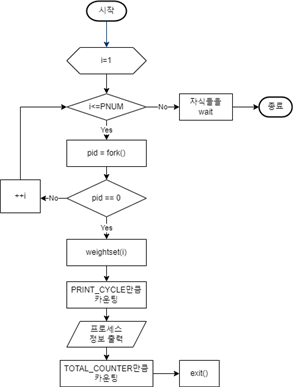 시작
i=1
i<=PNUM
No
자식들을
wait
종료
Yes
pid = fork()
pid == 0
No
++i
Yes
weightset(i)
PRINT_CYCLE만큼
카운팅
프로세스
정보 출력
TOTAL_COUNTER만큼
카운팅
exit()